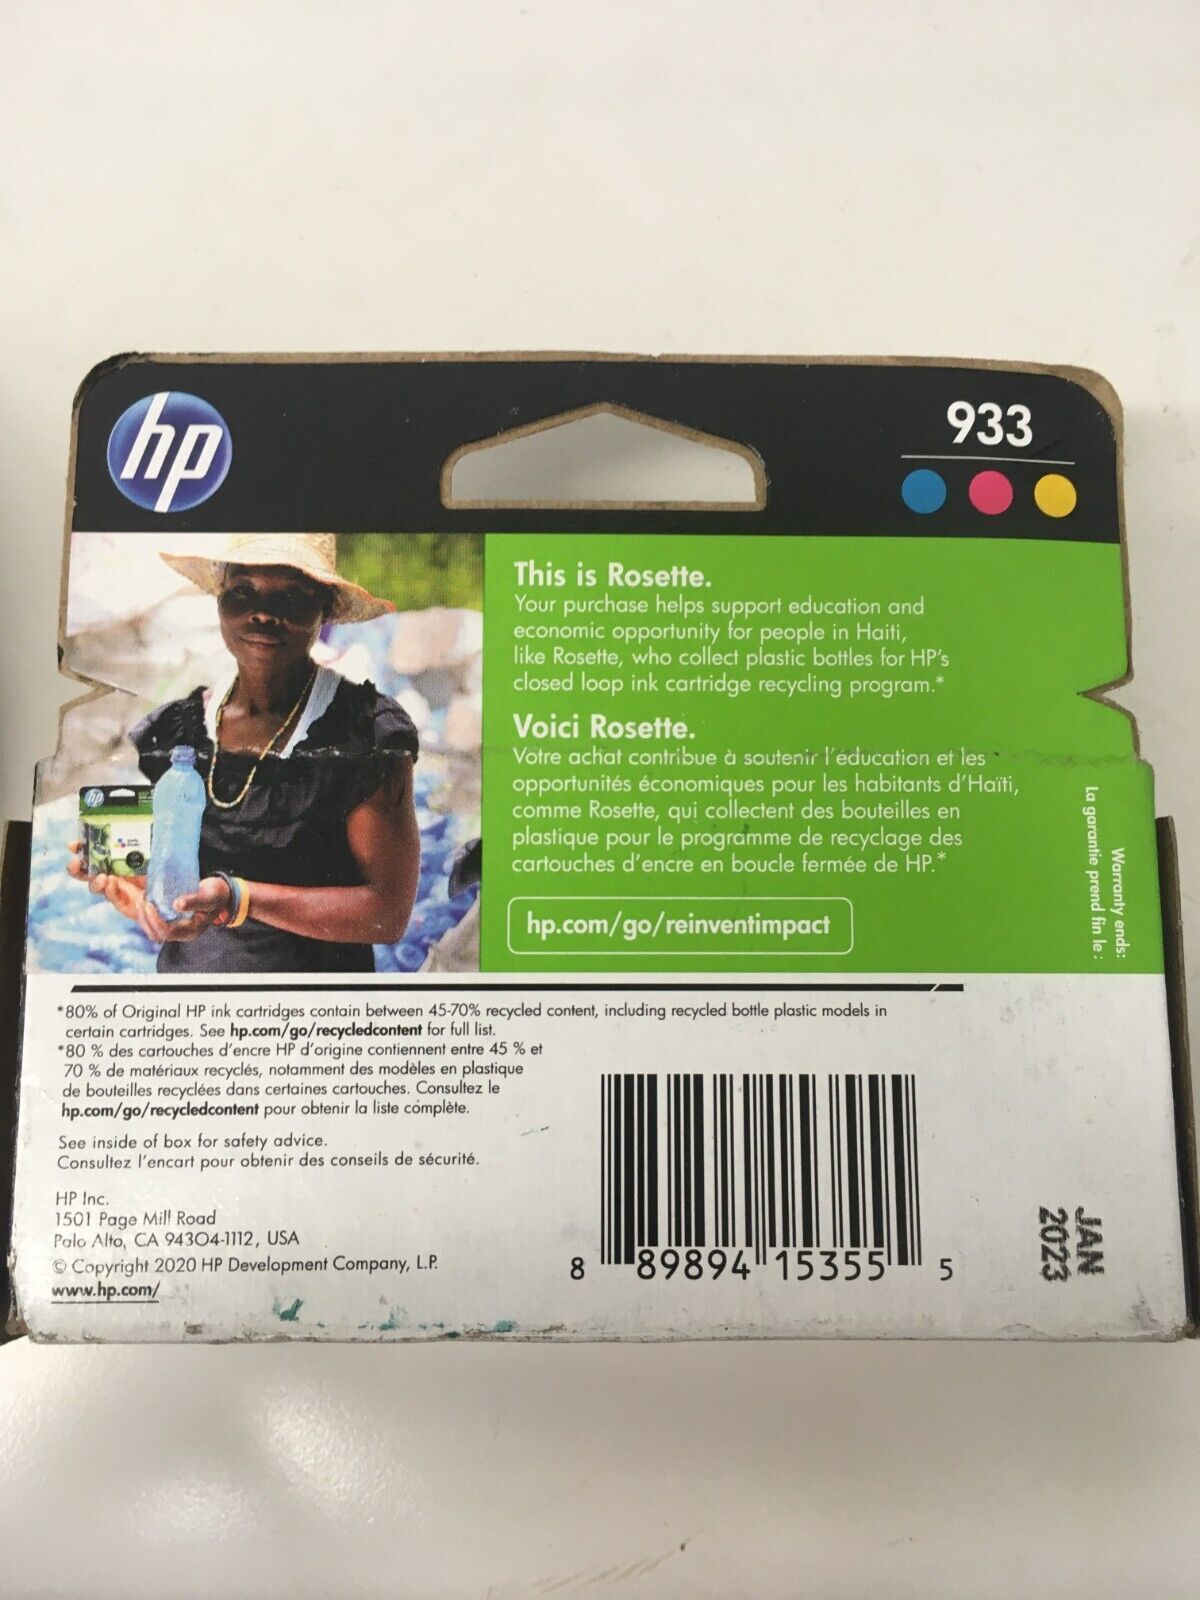 hp
933
This is Rosette.
Your purchase helps support education and
economic opportunity for people in Haiti,
like Rosette, who collect plastic bottles for HP's
closed loop ink cartridge recycling program.*
Voici Rosette.
Votre achat contribue à soutenir l'éducation et les
opportunités économiques pour les habitants d'Haïti,
comme Rosette, qui collectent des bouteilles en
plastique pour le programme de recyclage des
cartouches d'encre en boucle fermée de HP.*
hp.com/go/reinventimpact
Warranty ends:
La garantie prend fin le :
hp
*80% of Original HP ink cartridges contain between 45-70% recycled content, including recycled bottle plastic models in
certain cartridges. See hp.com/go/recycledcontent for full list.
*80 % des cartouches d'encre HP d'origine contiennent entre 45 % et
70 % de matériaux recyclés, notamment des modèles en plastique
de bouteilles recyclées dans certaines cartouches. Consultez le
hp.com/go/recycledcontent pour obtenir la liste complète.
See inside of box for safety advice.
Consultez l'encart pour obtenir des conseils de sécurité.
HP Inc.
1501 Page Mill Road
Palo Alto, CA 94304-1112, USA
© Copyright 2020 HP Development Company, L.P.
www.hp.com/
8 89894 15355 5
JAN
2023